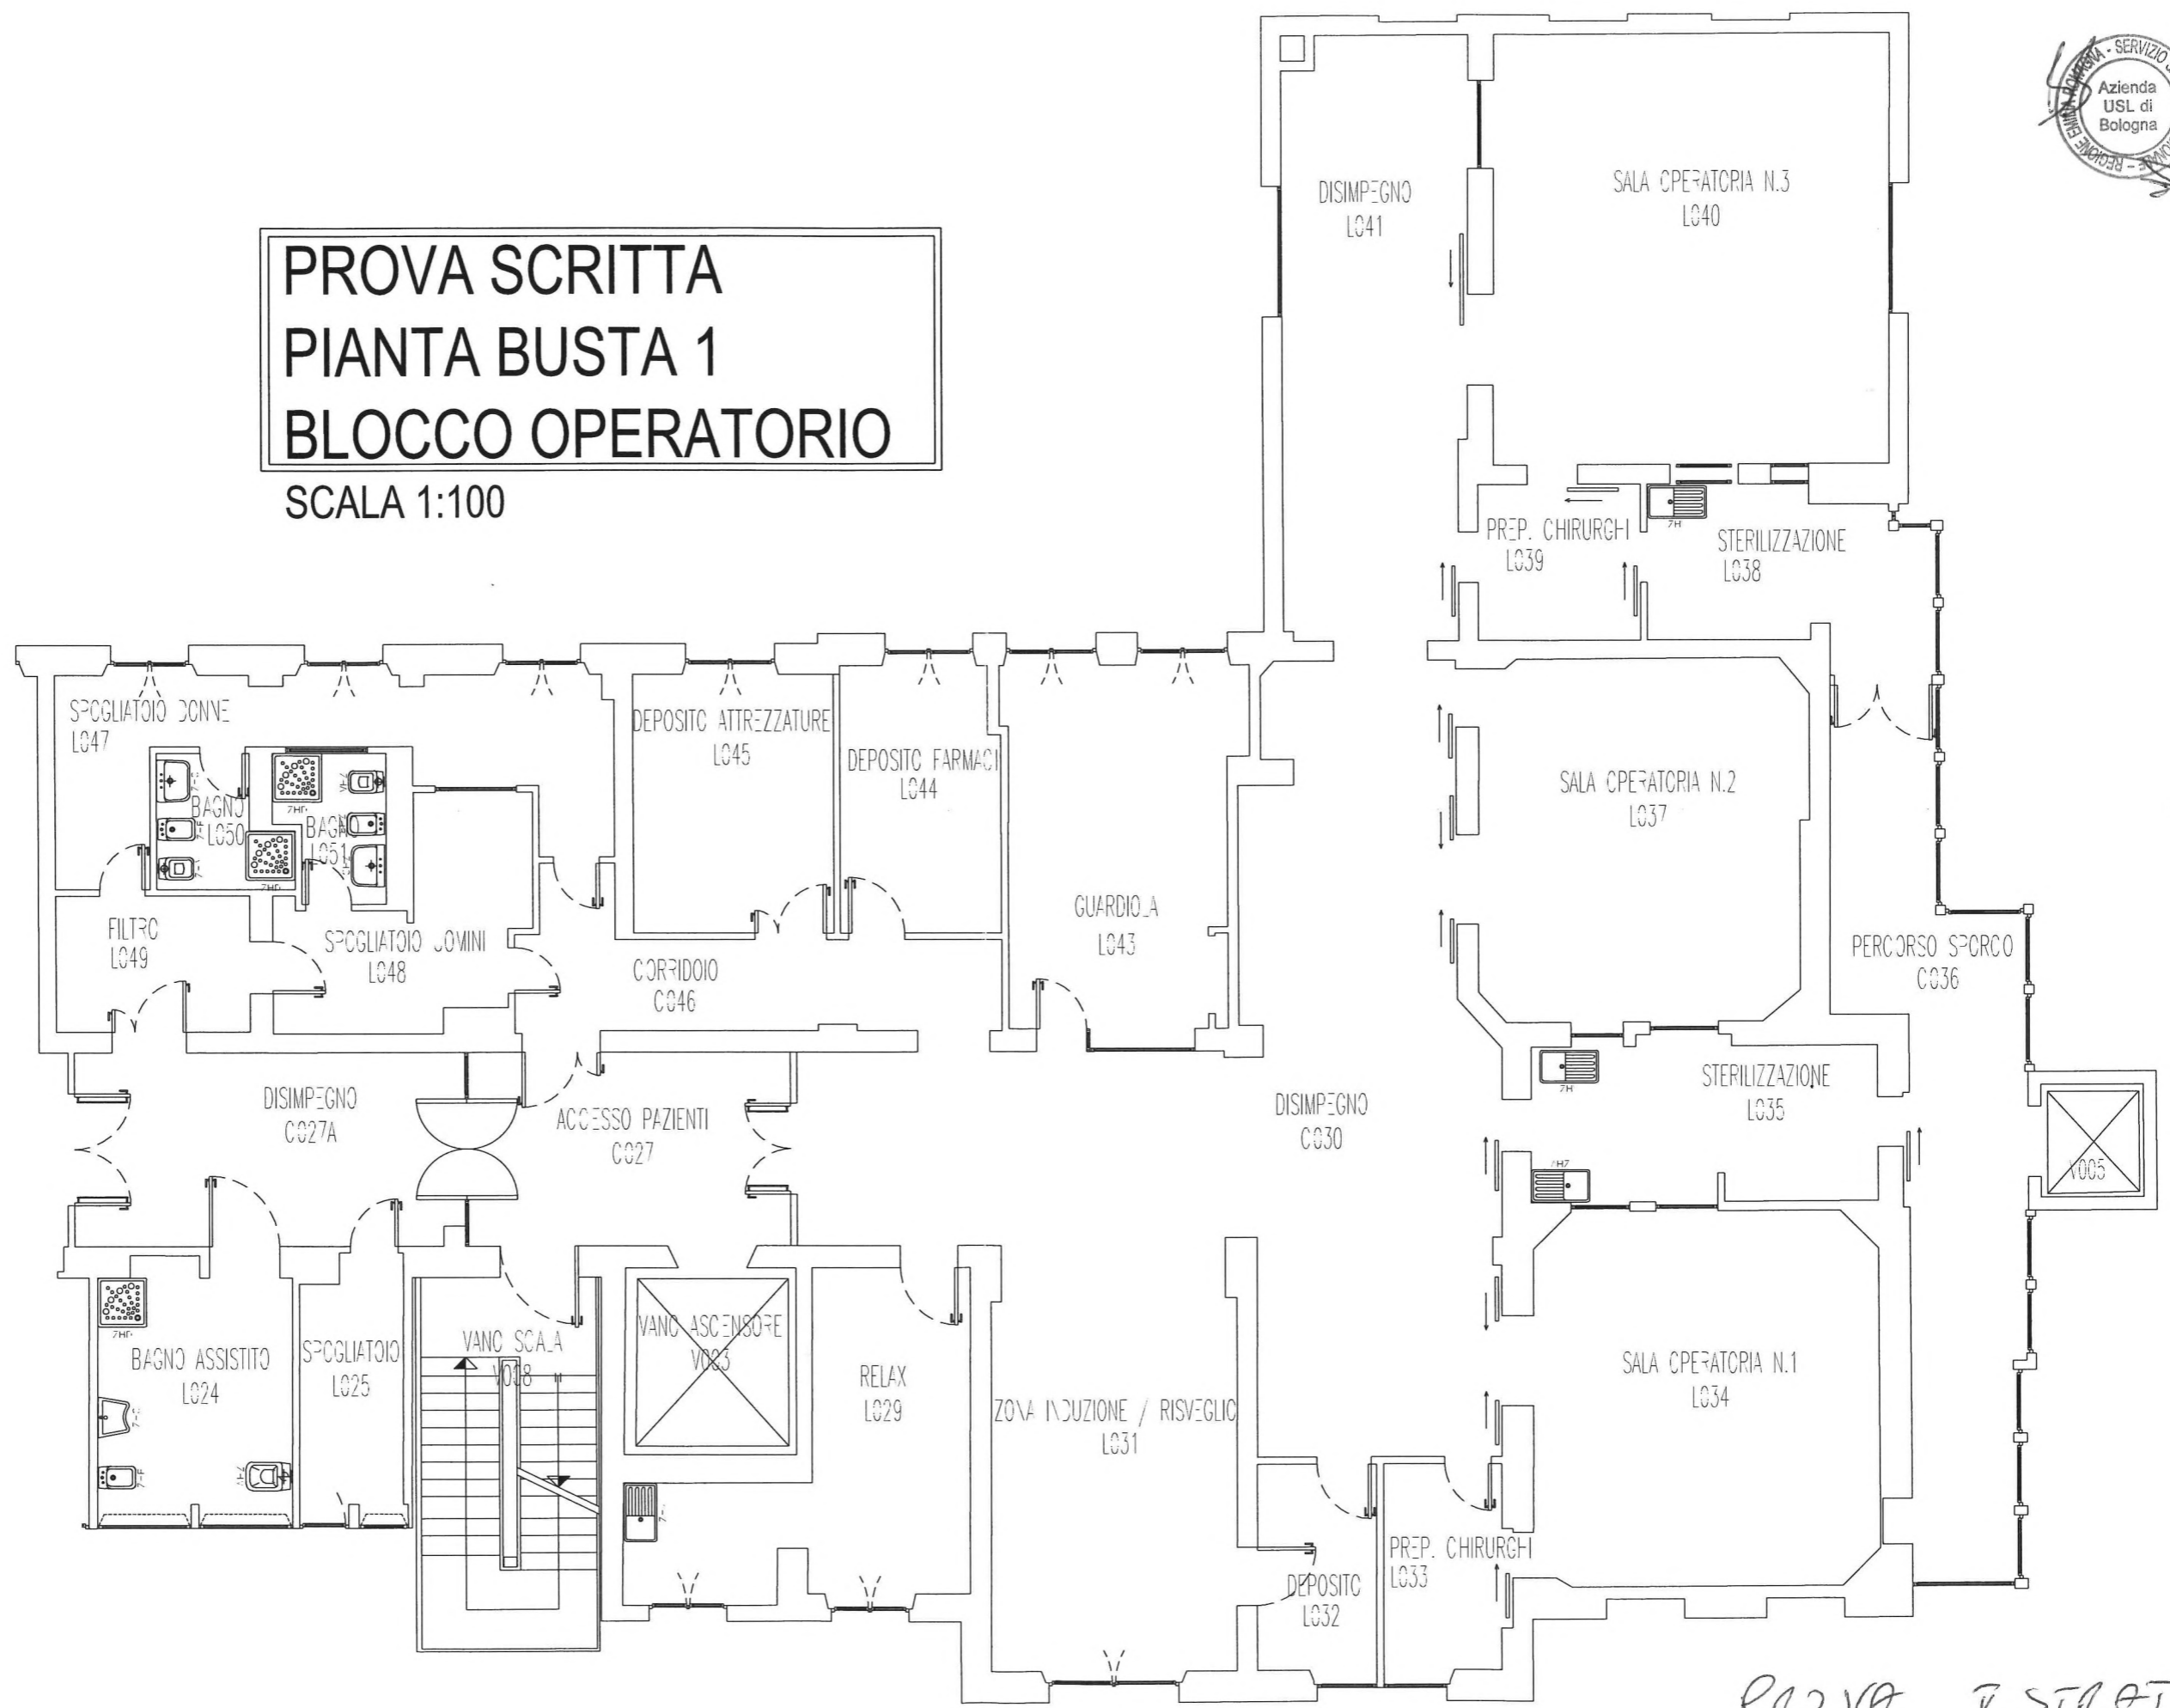 PROVA SCRITTA
PIANTA BUSTA 1
BLOCCO OPERATORIO
SCALA 1:100
Azienda
USL di
Bologna
DISIMPEGNO
L041
SALA OPERATORIA N.3
L040
PREP. CHIRURGHI
L039
STERILIZZAZIONE
L038
SPOGLIATOIO DONNE
L047
DEPOSITO ATTREZZATURE
L045
DEPOSITO FARMACI
L044
SALA OPERATORIA N.2
L037
BAGNO
L050
BAGN
L051
GUARDIOLA
L043
FILTRO
L049
SPOGLIATOIO UOMINI
L048
CORRIDOIO
C046
PERCORSO SPORCO
C036
DISIMPEGNO
C027A
ACCESSO PAZIENTI
C027
DISIMPEGNO
C030
STERILIZZAZIONE
L035
V005
BAGNO ASSISTITO
L024
SPOGLIATOIO
L025
VANO SCALA
V008
VANO ASCENSORE
V003
RELAX
L029
ZONA INDUZIONE / RISVEGLIO
L031
SALA OPERATORIA N.1
L034
DEPOSITO
L032
PREP. CHIRURGHI
L033